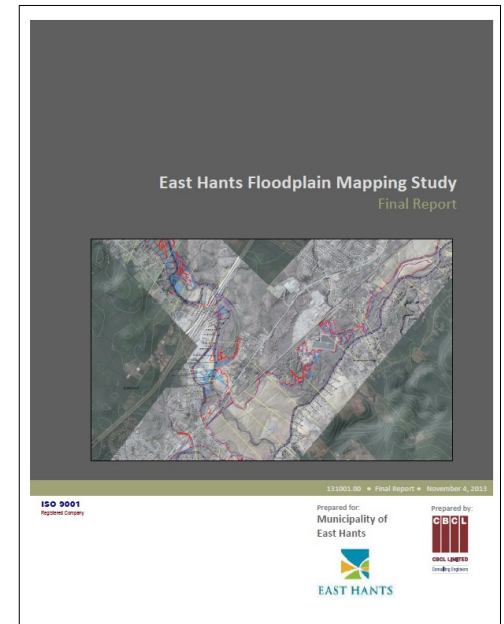 East Hants Floodplain Mapping Study
Final Report
131001.00 • Final Report • November 4, 2013
ISO 9001
Registered Company
Prepared for:
Municipality of
East Hants
EAST HANTS
Prepared by:
CBCL
CBCL LIMITED
Consulting Engineers